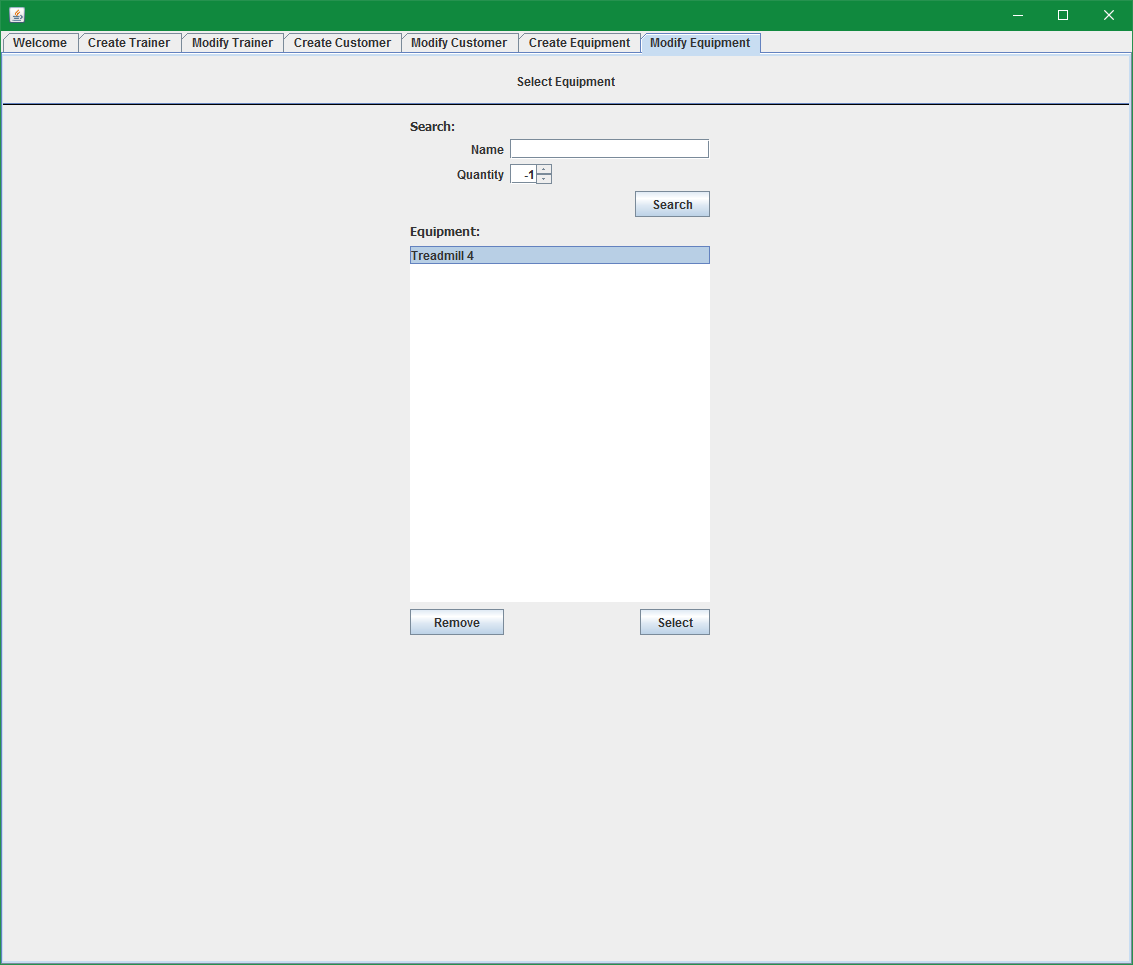 Welcome Create Trainer Modify Trainer Create Customer Modify Customer Create Equipment Modify Equipment
Select Equipment
Search:
Name
Quantity -1
Search
Equipment:
Treadmill 4
Remove Select